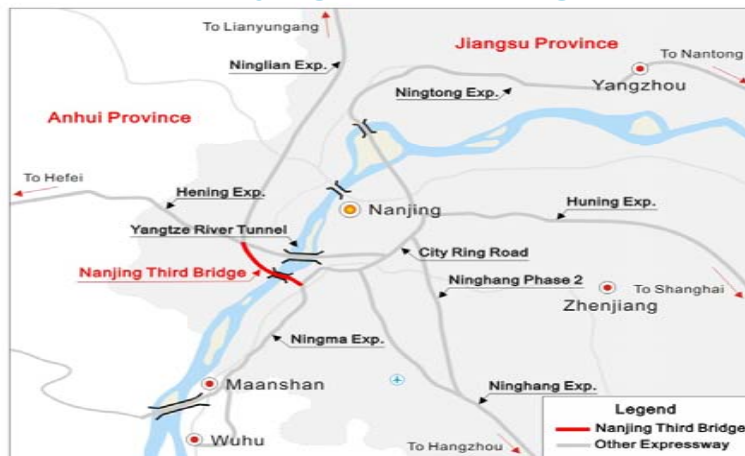 To Lianyungang
Jiangsu Province
To Nantong
Ninglian Exp.
Yangzhou
Ningtong Exp.
Anhui Province
To Hefei
Hening Exp.
Huning Exp.
Nanjing
Yangtze River Tunnel
City Ring Road
Nanjing Third Bridge
Ninghang Phase 2
To Shanghai
Zhenjiang
Ningma Exp.
Maanshan
Ninghang Exp.
Legend
Nanjing Third Bridge
Other Expressway
Wuhu
To Hangzhou